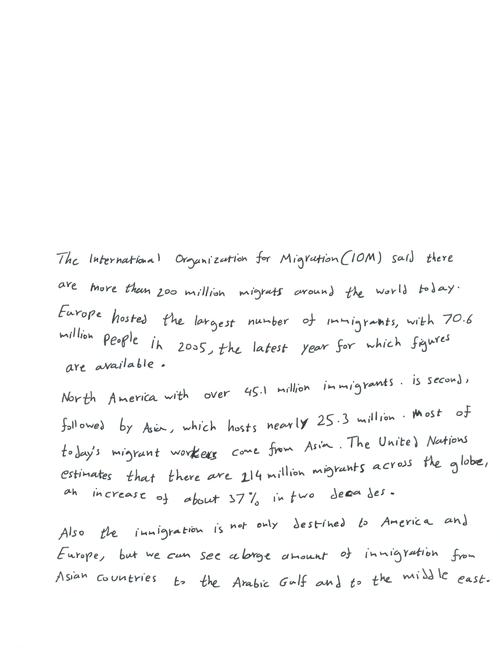 The International Organization for Migration (IOM) said there
are more than 200 million migrats around the world today.
Europe hosted the largest number of immigrants, with 70.6
million People in 2005, the latest year for which figures
are available.
North America with over 45.1 million immigrants. is second,
followed by Asia, which hosts nearly 25.3 million. Most of
today's migrant workers come from Asia. The United Nations
estimates that there are 214 million migrants across the globe,
an increase of about 37% in two decades.
Also the immigration is not only destined to America and
Europe, but we can see a large amount of immigration from
Asian countries to the Arabic Gulf and to the middle east.